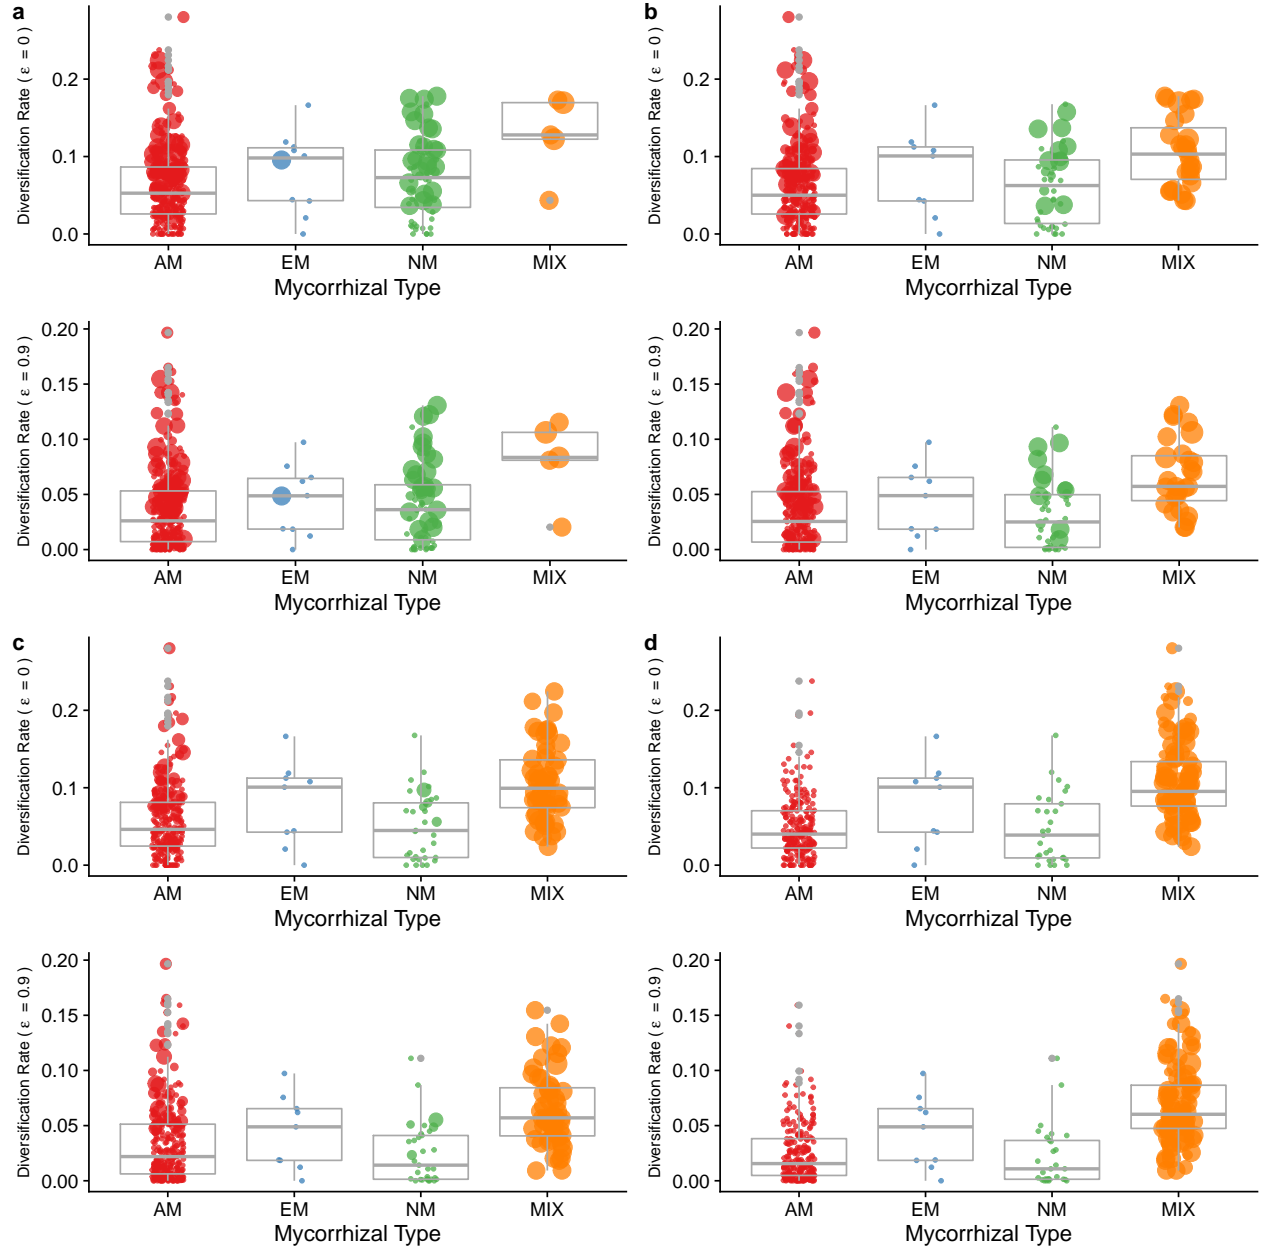 a
Diversification Rate ( ε = 0 )
0.2
0.1
0.0
AM EM NM MIX
Mycorrhizal Type
b
Diversification Rate ( ε = 0 )
0.2
0.1
0.0
AM EM NM MIX
Mycorrhizal Type
Diversification Rate ( ε = 0.9 )
0.20
0.15
0.10
0.05
0.00
AM EM NM MIX
Mycorrhizal Type
Diversification Rate ( ε = 0.9 )
0.20
0.15
0.10
0.05
0.00
AM EM NM MIX
Mycorrhizal Type
c
Diversification Rate ( ε = 0 )
0.2
0.1
0.0
AM EM NM MIX
Mycorrhizal Type
d
Diversification Rate ( ε = 0 )
0.2
0.1
0.0
AM EM NM MIX
Mycorrhizal Type
Diversification Rate ( ε = 0.9 )
0.20
0.15
0.10
0.05
0.00
AM EM NM MIX
Mycorrhizal Type
Diversification Rate ( ε = 0.9 )
0.20
0.15
0.10
0.05
0.00
AM EM NM MIX
Mycorrhizal Type